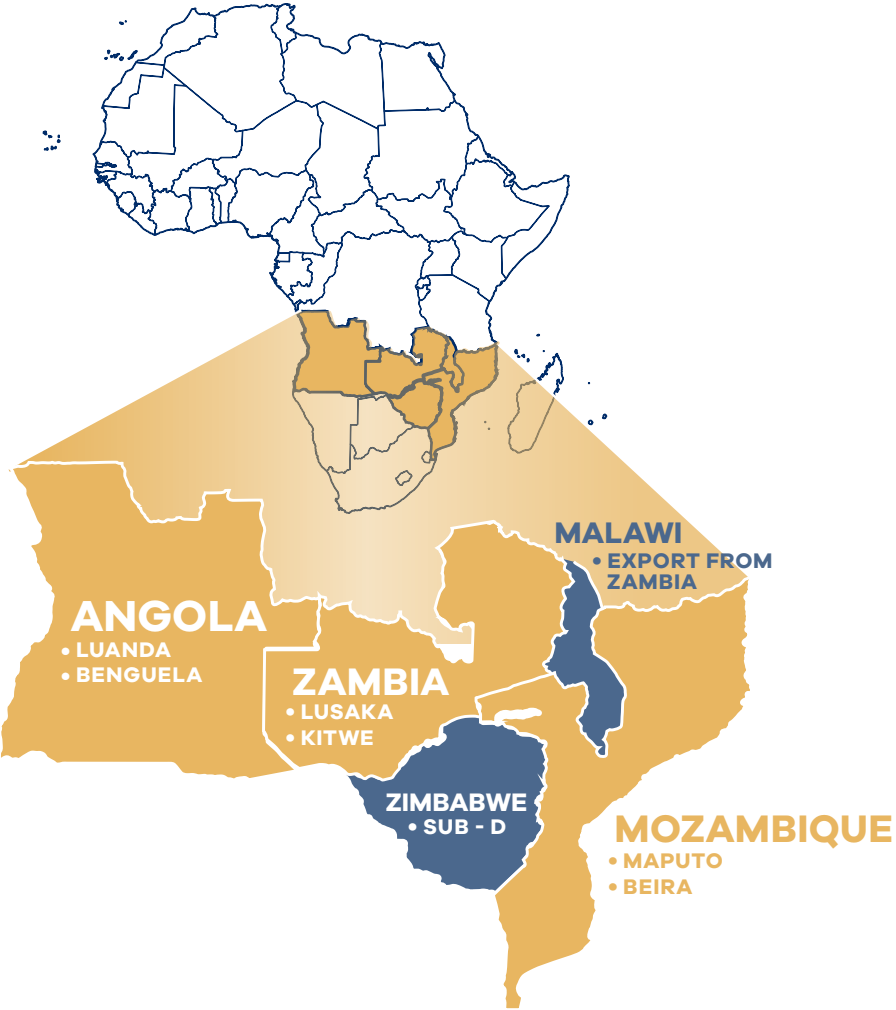 MALAWI
• EXPORT FROM
ZAMBIA
ANGOLA
• LUANDA
• BENGUELA
ZAMBIA
• LUSAKA
• KITWE
ZIMBABWE
• SUB - D
MOZAMBIQUE
• MAPUTO
• BEIRA